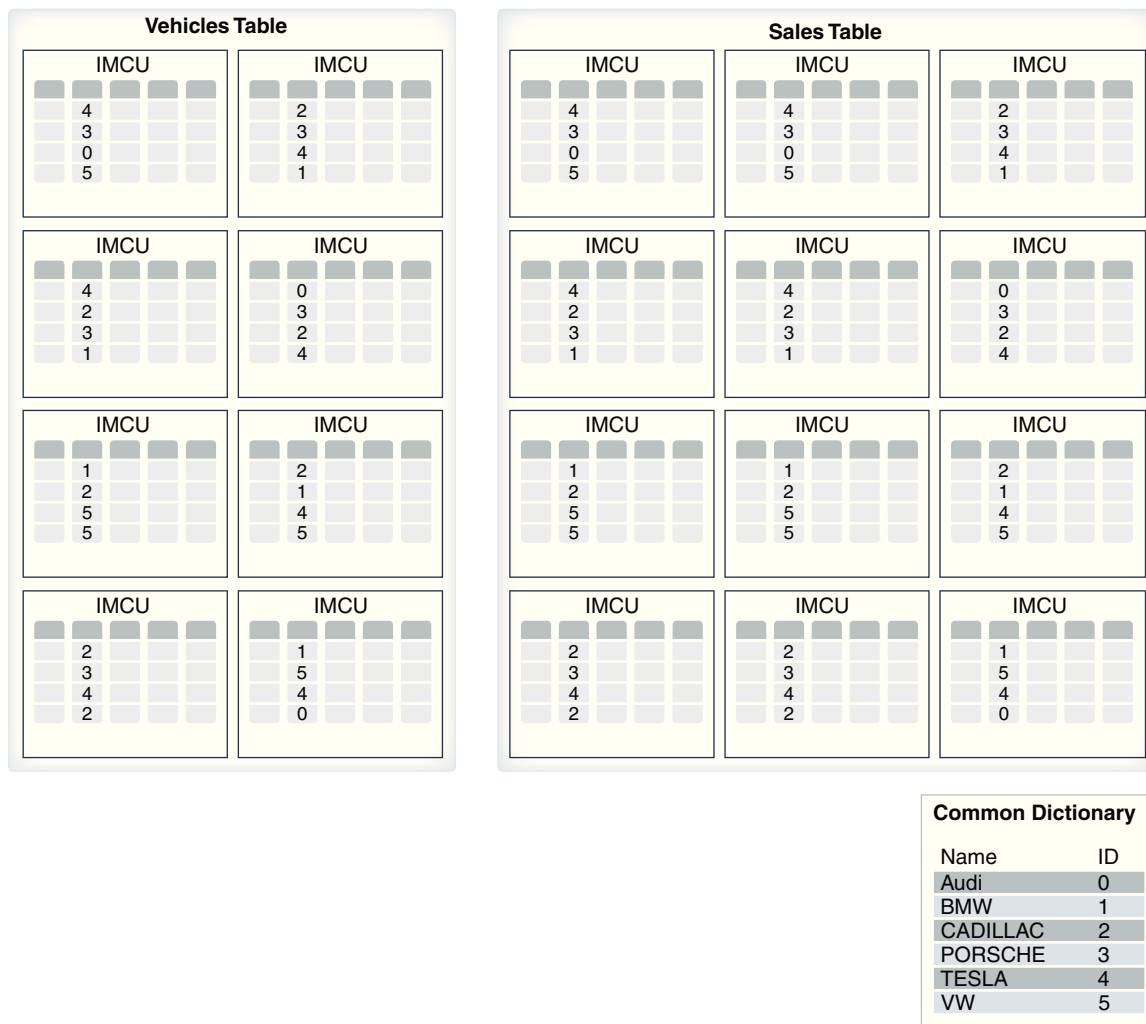 Vehicles Table
IMCU IMCU
4 2
3 3
0 4
5 1
IMCU IMCU
4 0
2 3
3 2
1 4
IMCU IMCU
1 2
2 1
5 4
5 5
IMCU IMCU
2 1
3 5
4 4
2 0
Sales Table
IMCU IMCU IMCU
4 4 2
3 3 3
0 0 4
5 5 1
IMCU IMCU IMCU
4 4 0
2 2 3
3 3 2
1 1 4
IMCU IMCU IMCU
1 1 2
2 2 1
5 5 4
5 5 5
IMCU IMCU IMCU
2 2 1
3 3 5
4 4 4
2 2 0
Common Dictionary
Name ID
Audi 0
BMW 1
CADILLAC 2
PORSCHE 3
TESLA 4
VW 5